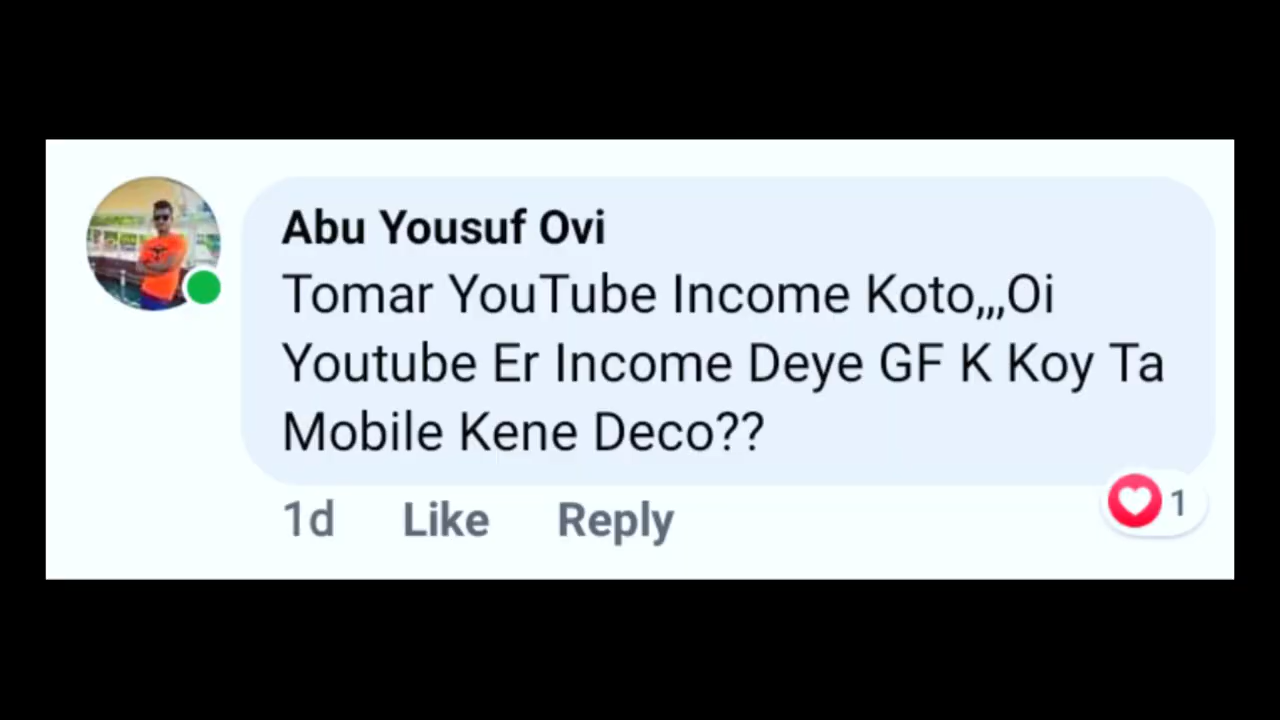 Abu Yousuf Ovi
Tomar YouTube Income Koto,,,Oi
Youtube Er Income Deye GF K Koy Ta
Mobile Kene Deco??
1d Like Reply 1